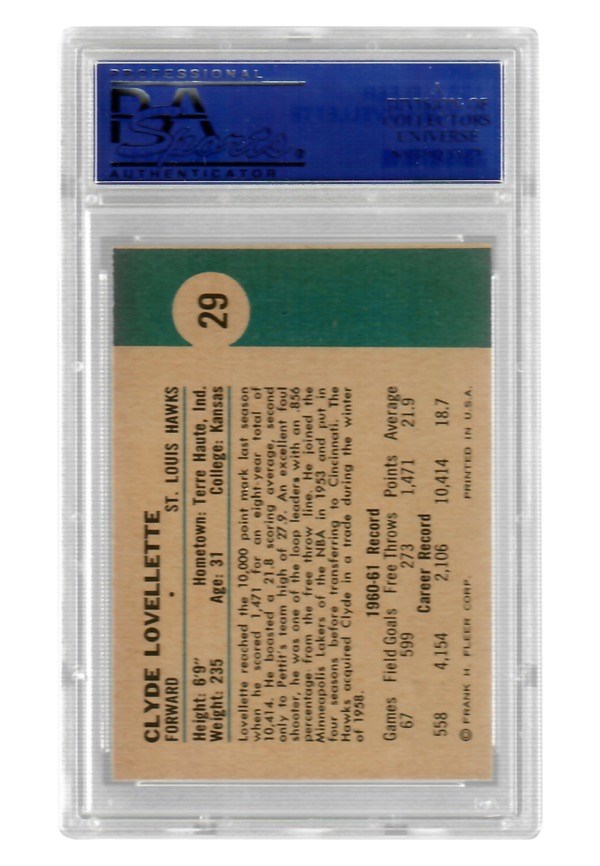 PROFESSIONAL
PSA
Sports
AUTHENTICATOR
DIVISION OF
COLLECTORS
UNIVERSE
29
CLYDE LOVELLETTE
FORWARD • ST. LOUIS HAWKS
Height: 6'9" Hometown: Terre Haute, Ind.
Weight: 235 Age: 31 College: Kansas
Lovellette reached the 10,000 point mark last season
when he scored 1,471 for an eight-year total of
10,414. He boasted a 21.8 scoring average, second
only to Pettit's team high of 27.9. An excellent foul
shooter, he was one of the loop leaders with an .856
percentage from the free throw line. He joined the
Minneapolis Lakers of the NBA in 1953 and put in
four seasons before transferring to Cincinnati. The
Hawks acquired Clyde in a trade during the winter
of 1958.
1960-61 Record
Games Field Goals Free Throws Points Average
67 599 273 1,471 21.9
Career Record
558 4,154 2,106 10,414 18.7
© FRANK H. FLEER CORP. PRINTED IN U.S.A.